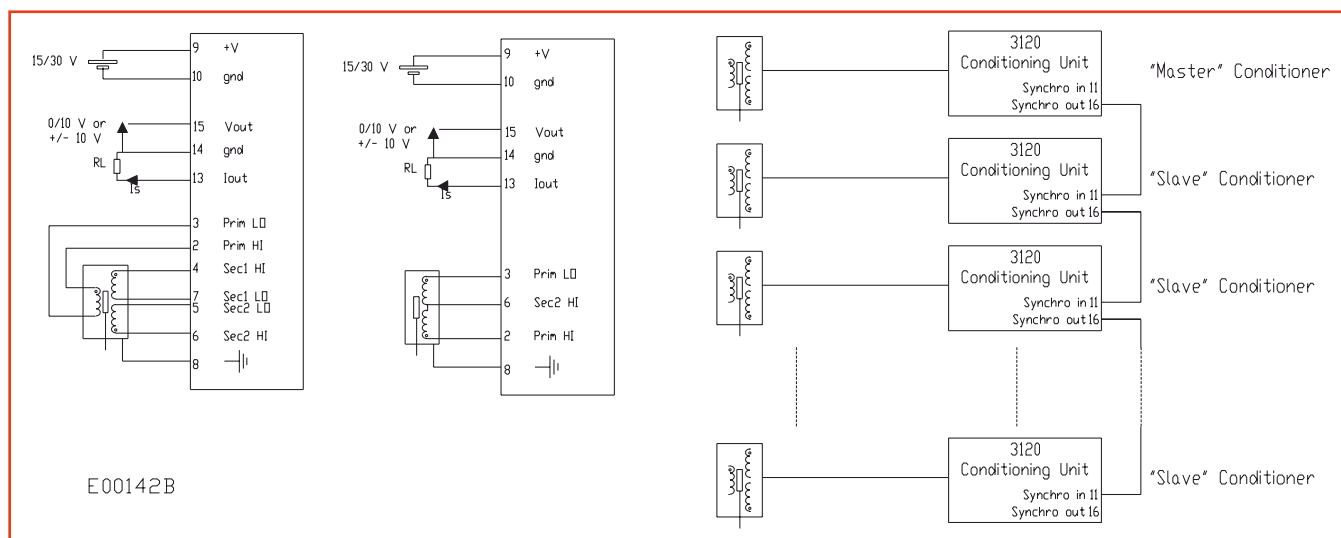 9 +V
15/30 V
10 gnd
0/10 V or
+/- 10 V
15 Vout
14 gnd
RL
13 Iout
Is
3 Prim LO
2 Prim HI
4 Sec1 HI
7 Sec1 LO
5 Sec2 LO
6 Sec2 HI
8
E00142B
9 +V
15/30 V
10 gnd
0/10 V or
+/- 10 V
15 Vout
14 gnd
RL
13 Iout
Is
3 Prim LO
6 Sec2 HI
2 Prim HI
8
3120
Conditioning Unit
Synchro in 11
Synchro out 16
"Master" Conditioner
3120
Conditioning Unit
Synchro in 11
Synchro out 16
"Slave" Conditioner
3120
Conditioning Unit
Synchro in 11
Synchro out 16
"Slave" Conditioner
3120
Conditioning Unit
Synchro in 11
Synchro out 16
"Slave" Conditioner